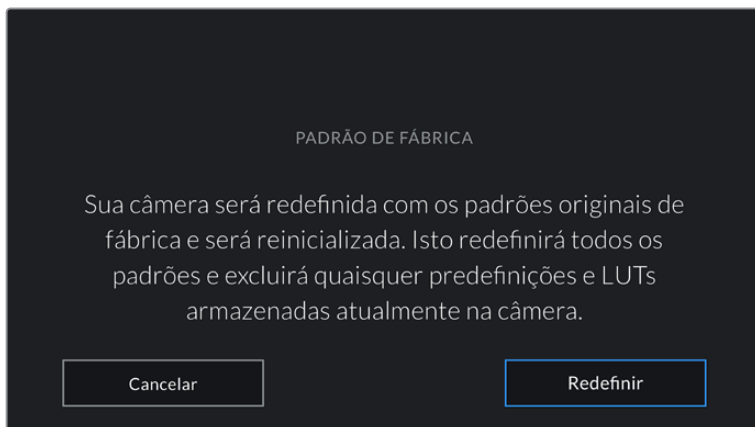 PADRÃO DE FÁBRICA
Sua câmera será redefinida com os padrões originais de
fábrica e será reinicializada. Isto redefinirá todos os
padrões e excluirá quaisquer predefinições e LUTs
armazenadas atualmente na câmera.
Cancelar
Redefinir